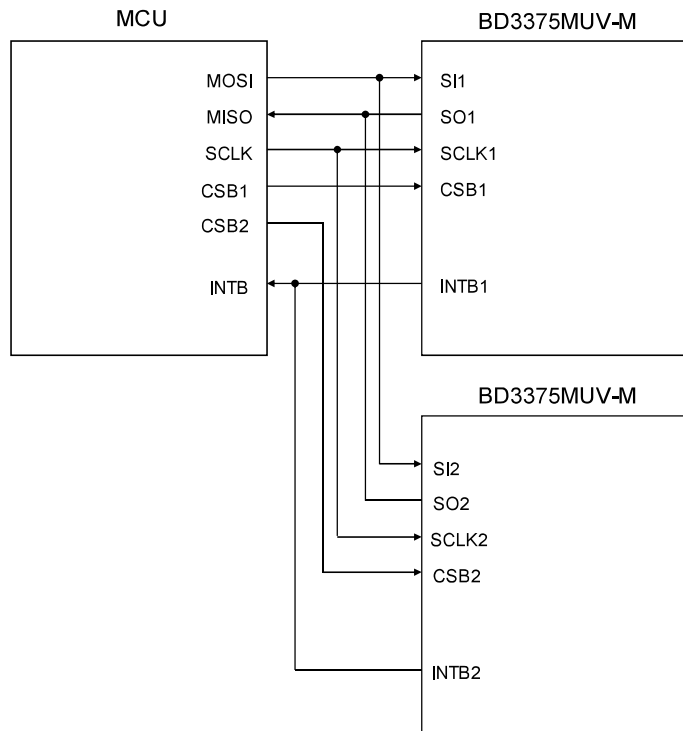 MCU
BD3375MUV-M
MOSI
SI1
MISO
SO1
SCLK
SCLK1
CSB1
CSB1
CSB2
INTB
INTB1
BD3375MUV-M
SI2
SO2
SCLK2
CSB2
INTB2